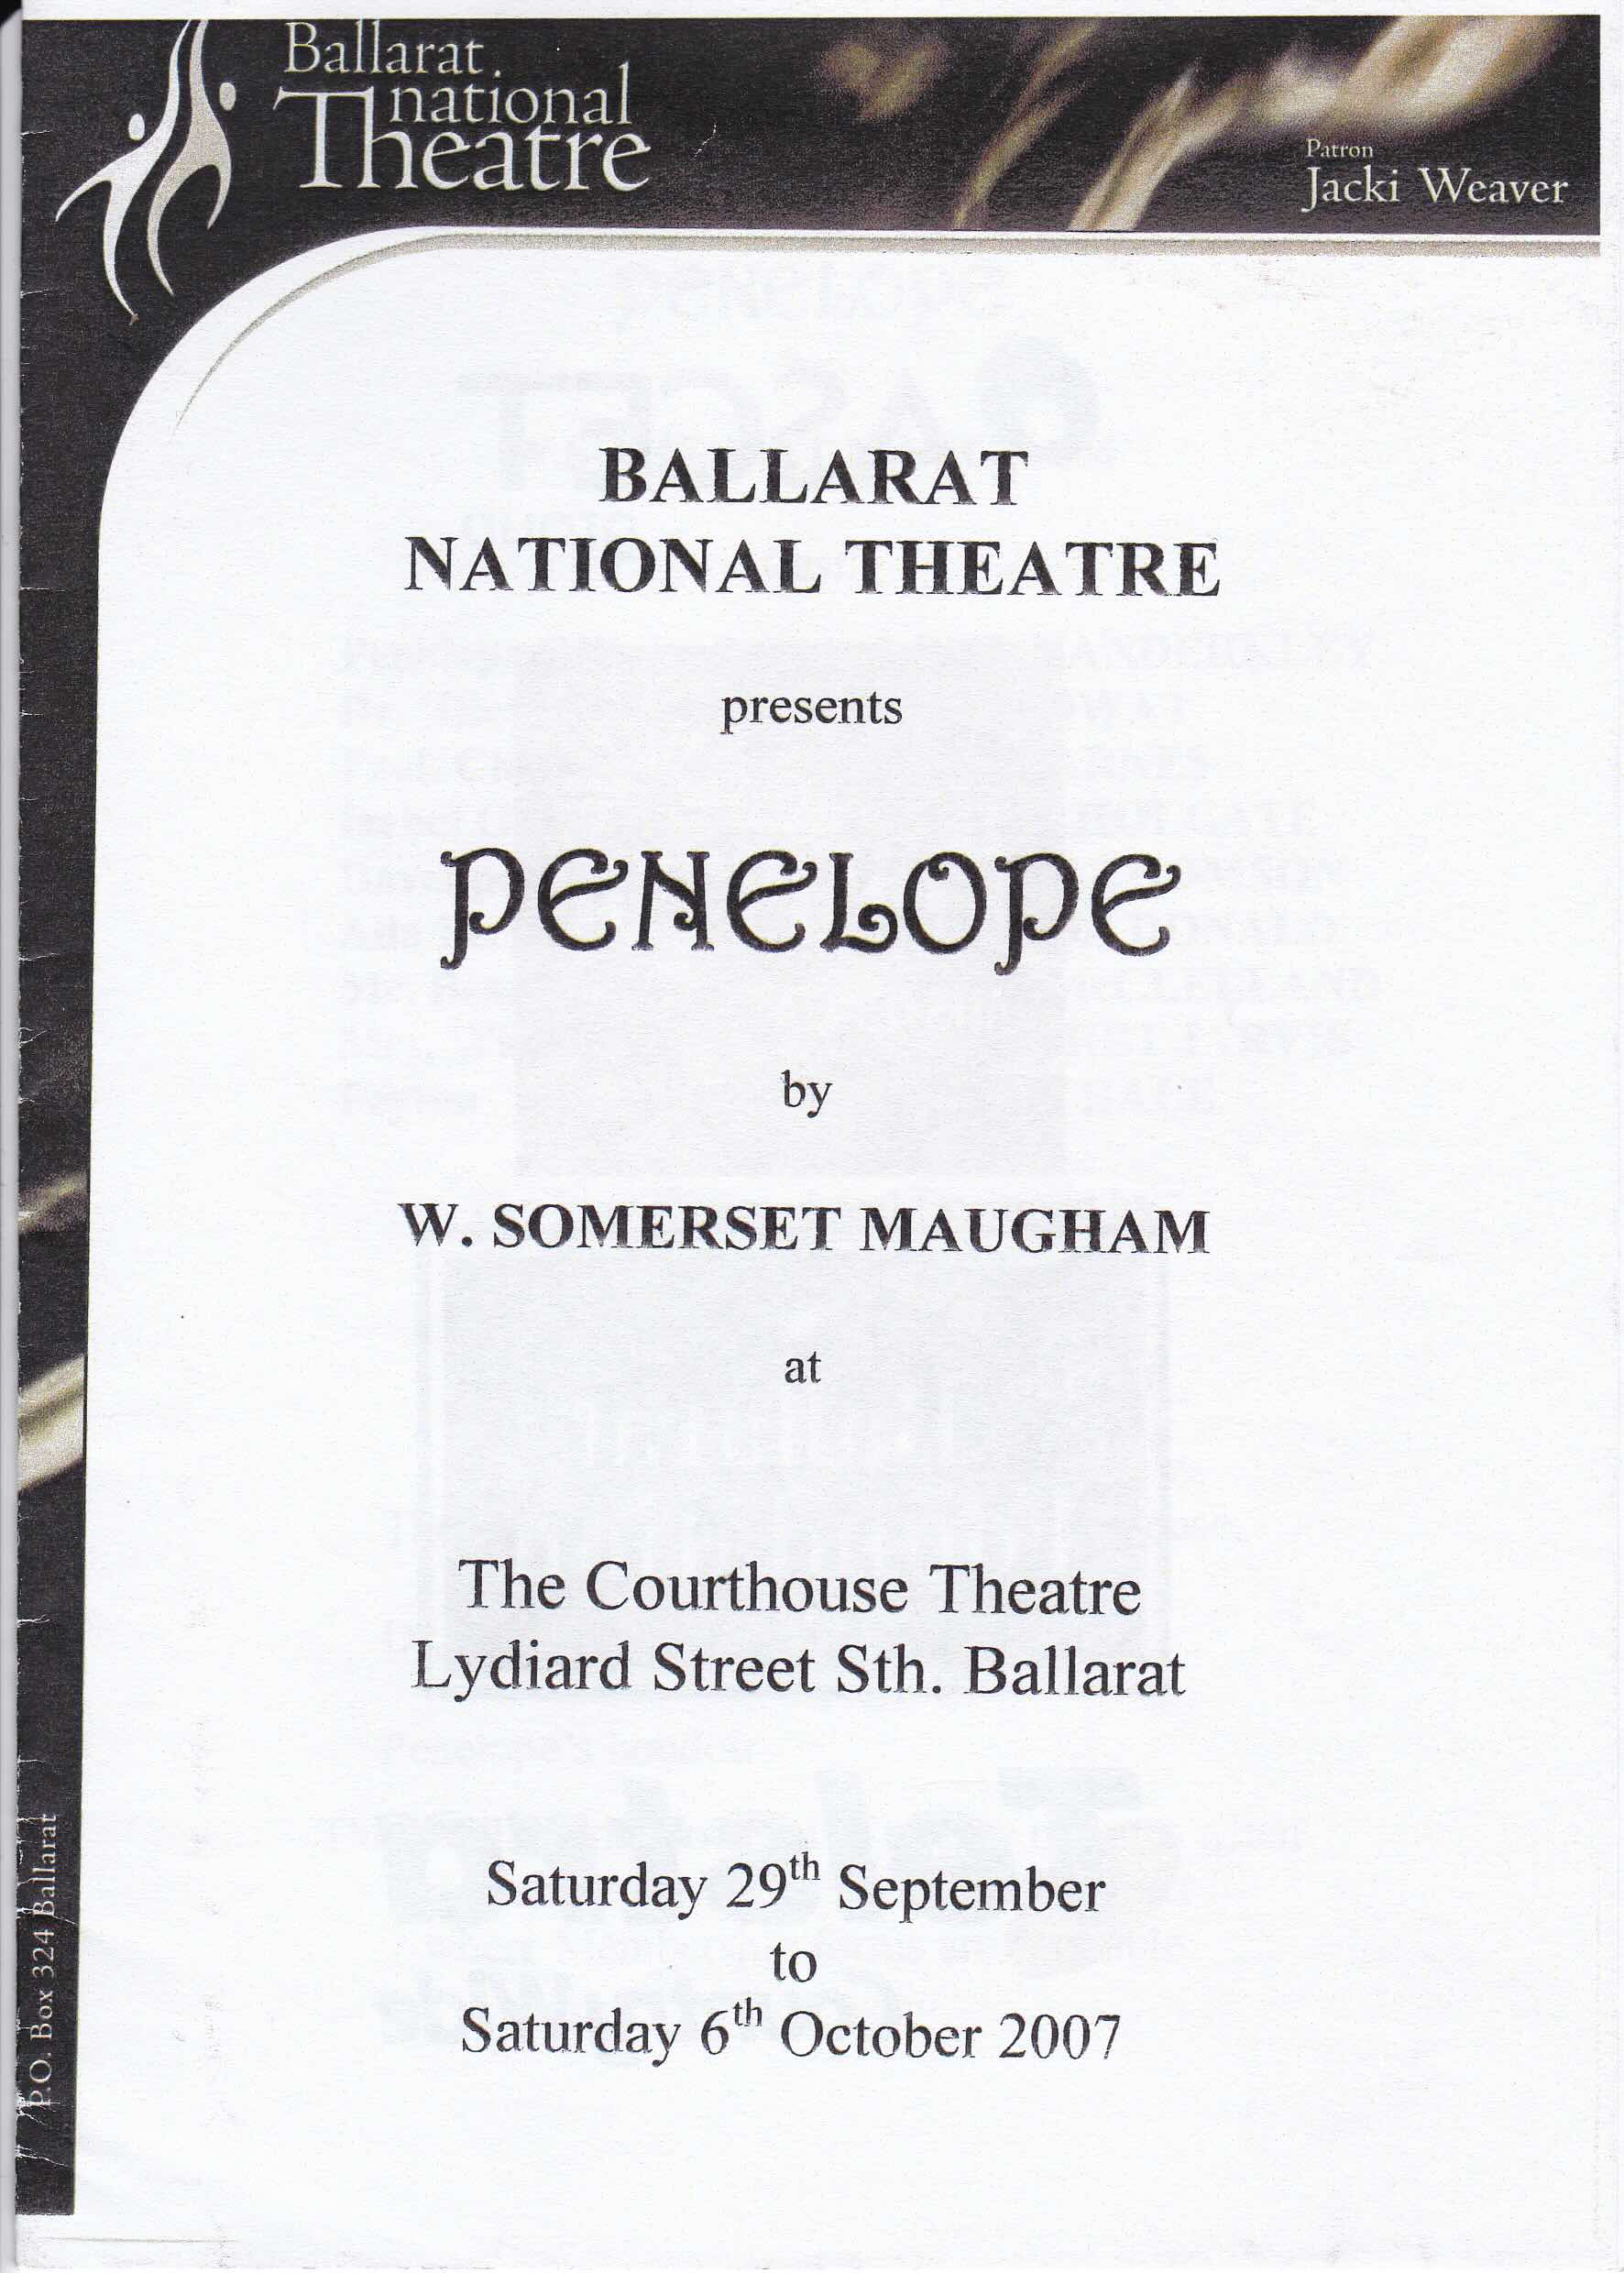 Ballarat
national
Theatre
Patron
Jacki Weaver
BALLARAT
NATIONAL THEATRE
presents
PENELOPE
by
W. SOMERSET MAUGHAM
at
The Courthouse Theatre
Lydiard Street Sth. Ballarat
Saturday 29th September
to
Saturday 6th October 2007
P.O. Box 324 Ballarat